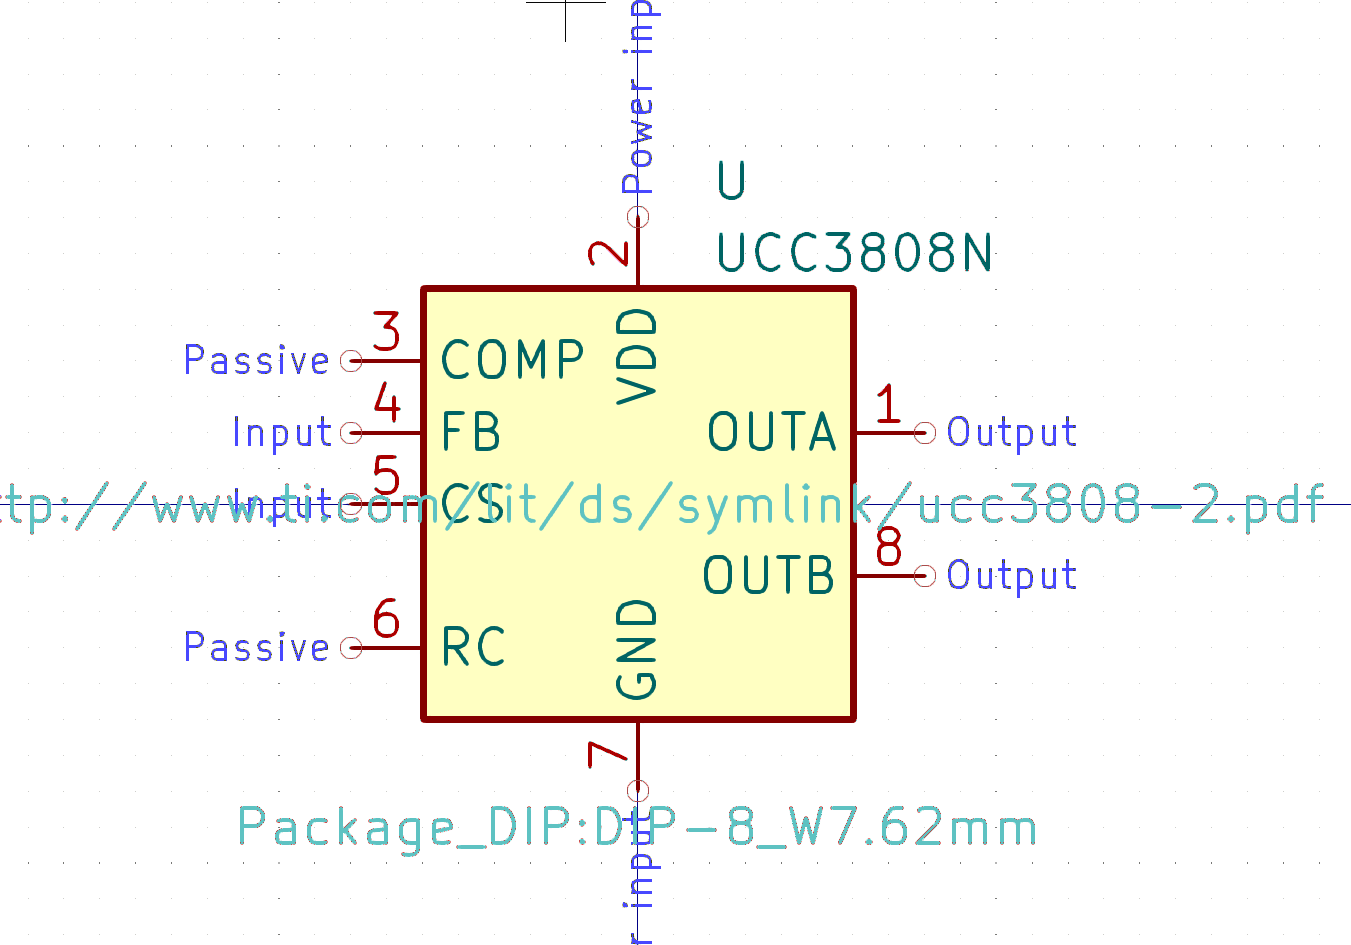 Power inp
U
2
UCC3808N
3
Passive
COMP
VDD
4
Input
FB
1
OUTA
Output
5
Input
CS
ttp://www.ti.com/lit/ds/symlink/ucc3808-2.pdf
8
OUTB
Output
6
Passive
RC
GND
7
Package_DIP:DIP-8_W7.62mm
r input